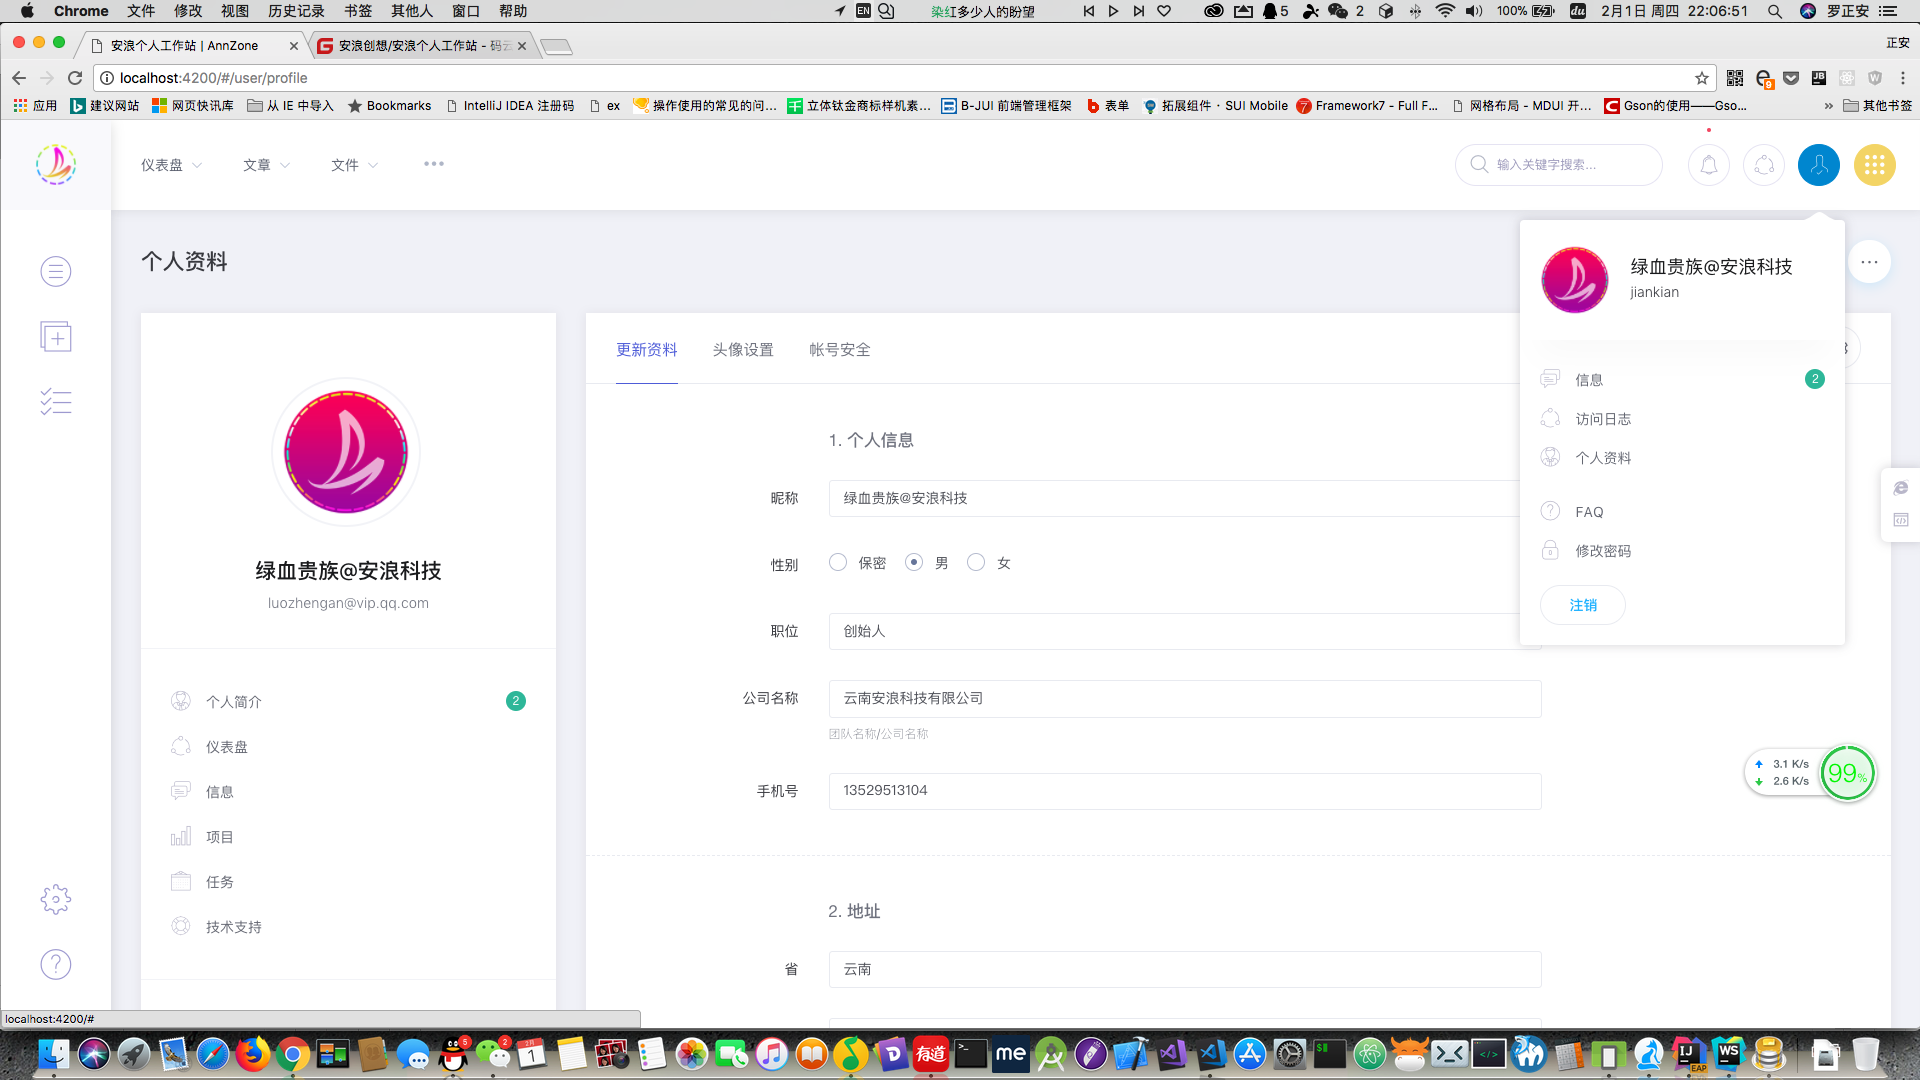 Chrome 文件 修改 视图 历史记录 书签 其他人 窗口 帮助 EN 染红多少人的盼望 5 2 100% du 2月1日 周四 22:06:51 罗正安
安浪个人工作站 | AnnZone 安浪创想/安浪个人工作站 - 码云 正安
localhost:4200/#/user/profile
应用 建议网站 网页快讯库 从 IE 中导入 Bookmarks IntelliJ IDEA 注册码 ex 操作使用的常见的问… 立体钛金商标样机素… B-JUI 前端管理框架 表单 拓展组件 · SUI Mobile Framework7 - Full F… 网格布局 - MDUI 开… Gson的使用——Gso… » 其他书签
仪表盘 文章 文件 ••• 输入关键字搜索...
个人资料
绿血贵族@安浪科技
jiankian
信息 2
访问日志
个人资料
FAQ
修改密码
注销
绿血贵族@安浪科技
luozhengan@vip.qq.com
个人简介 2
仪表盘
信息
项目
任务
技术支持
更新资料 头像设置 帐号安全
1. 个人信息
昵称 绿血贵族@安浪科技
性别 保密 男 女
职位 创始人
公司名称 云南安浪科技有限公司
团队名称/公司名称
手机号 13529513104
2. 地址
省 云南
3.1 K/s
2.6 K/s
99%
localhost:4200/#
5 2 1 有道 me IJ EAP WS